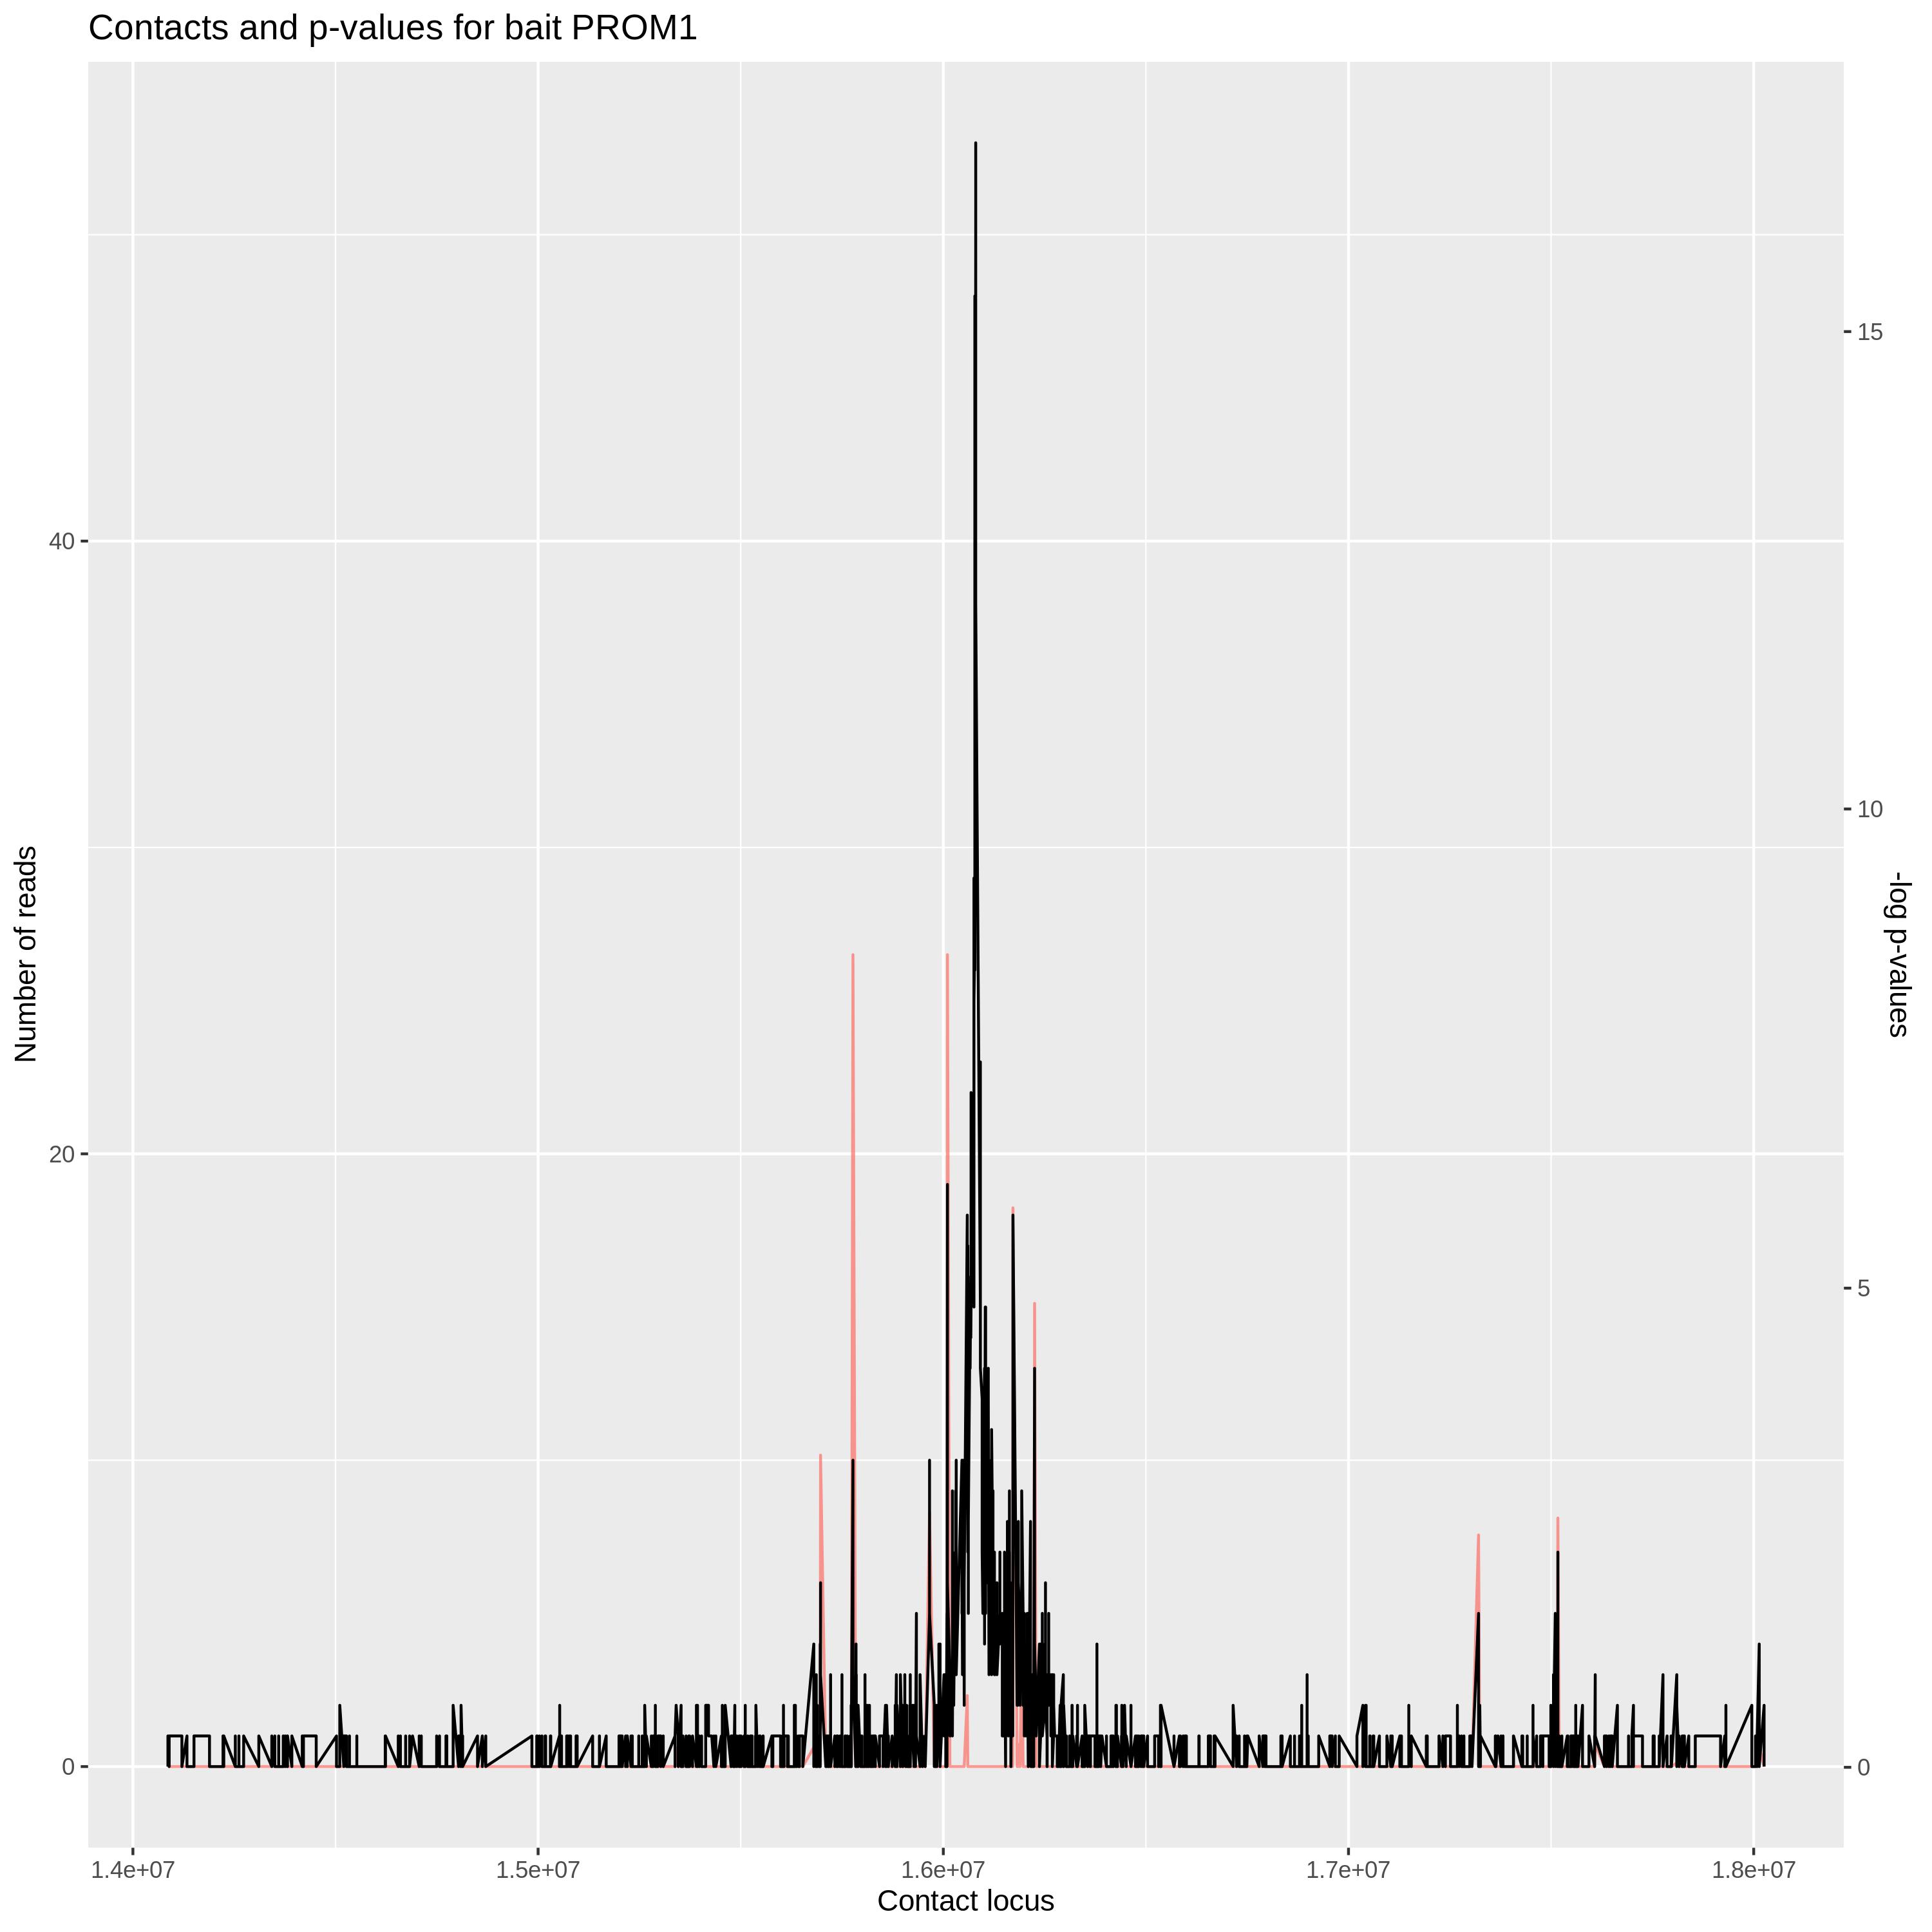 Contacts and p-values for bait PROM1
Number of reads
40
20
0
15
10
5
0
-log p-values
1.4e+07
1.5e+07
1.6e+07
1.7e+07
1.8e+07
Contact locus